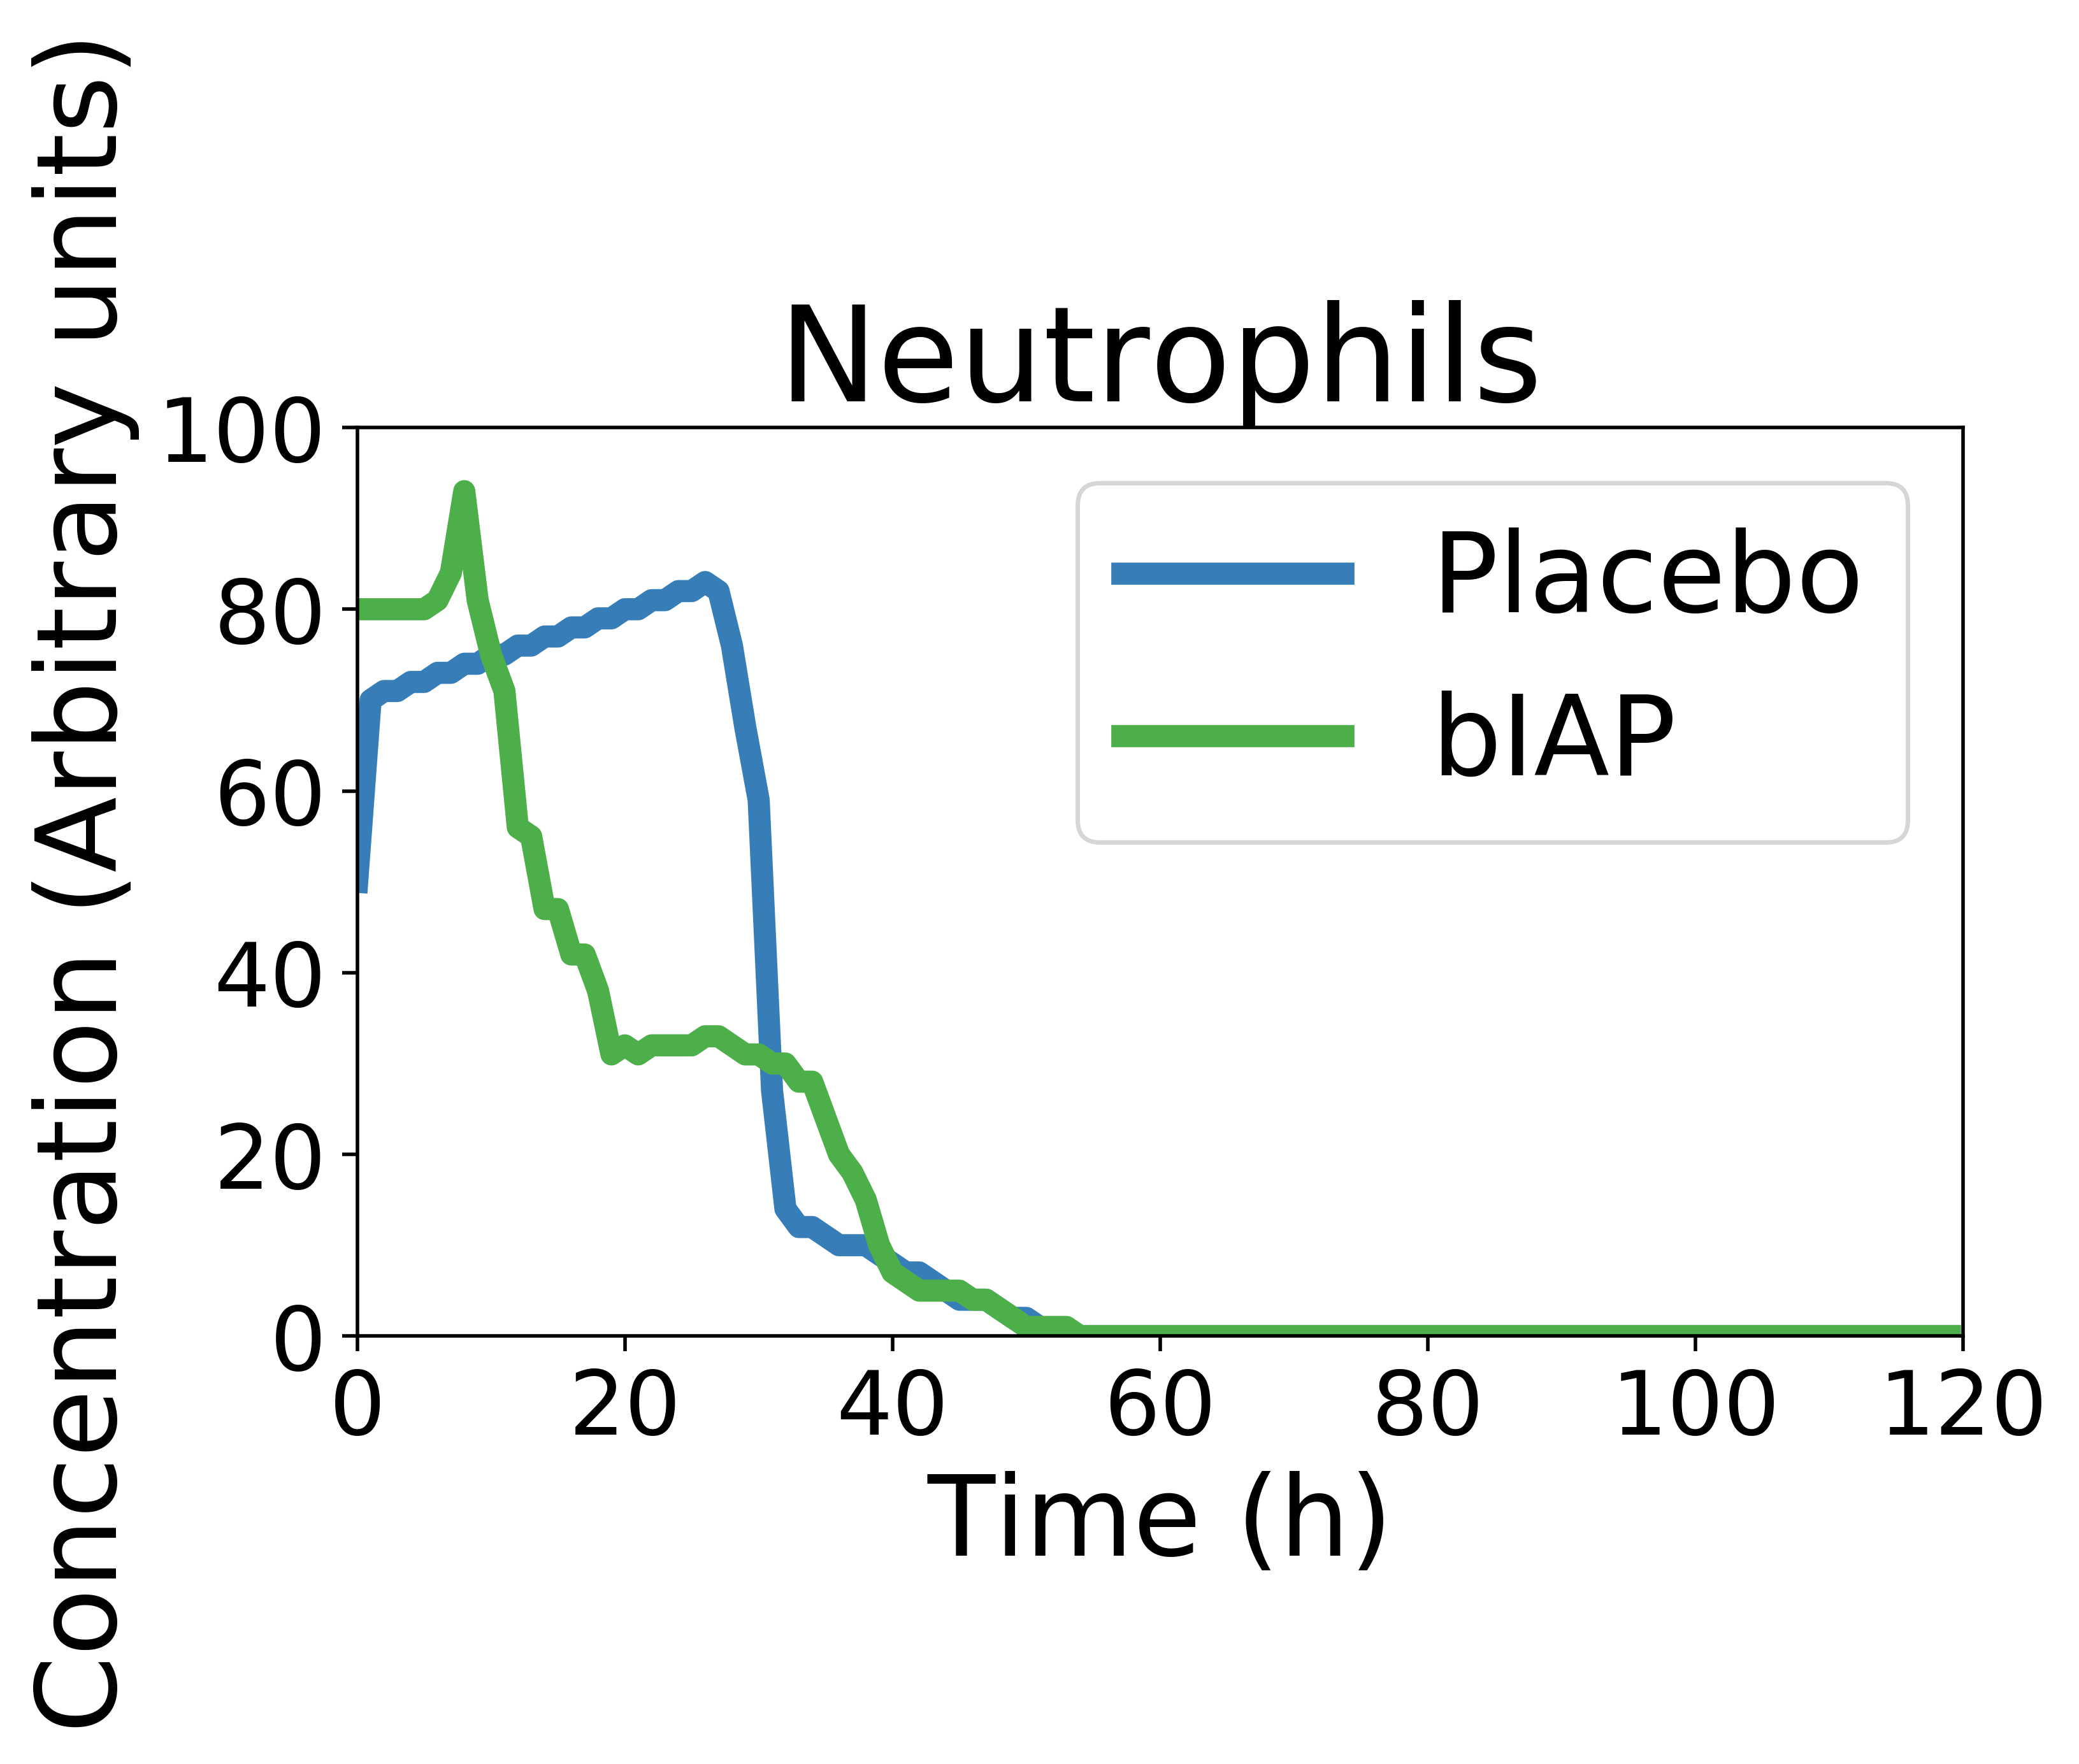 Neutrophils
Concentration (Arbitrary units)
100
80
60
40
20
0
Placebo
bIAP
0 20 40 60 80 100 120
Time (h)